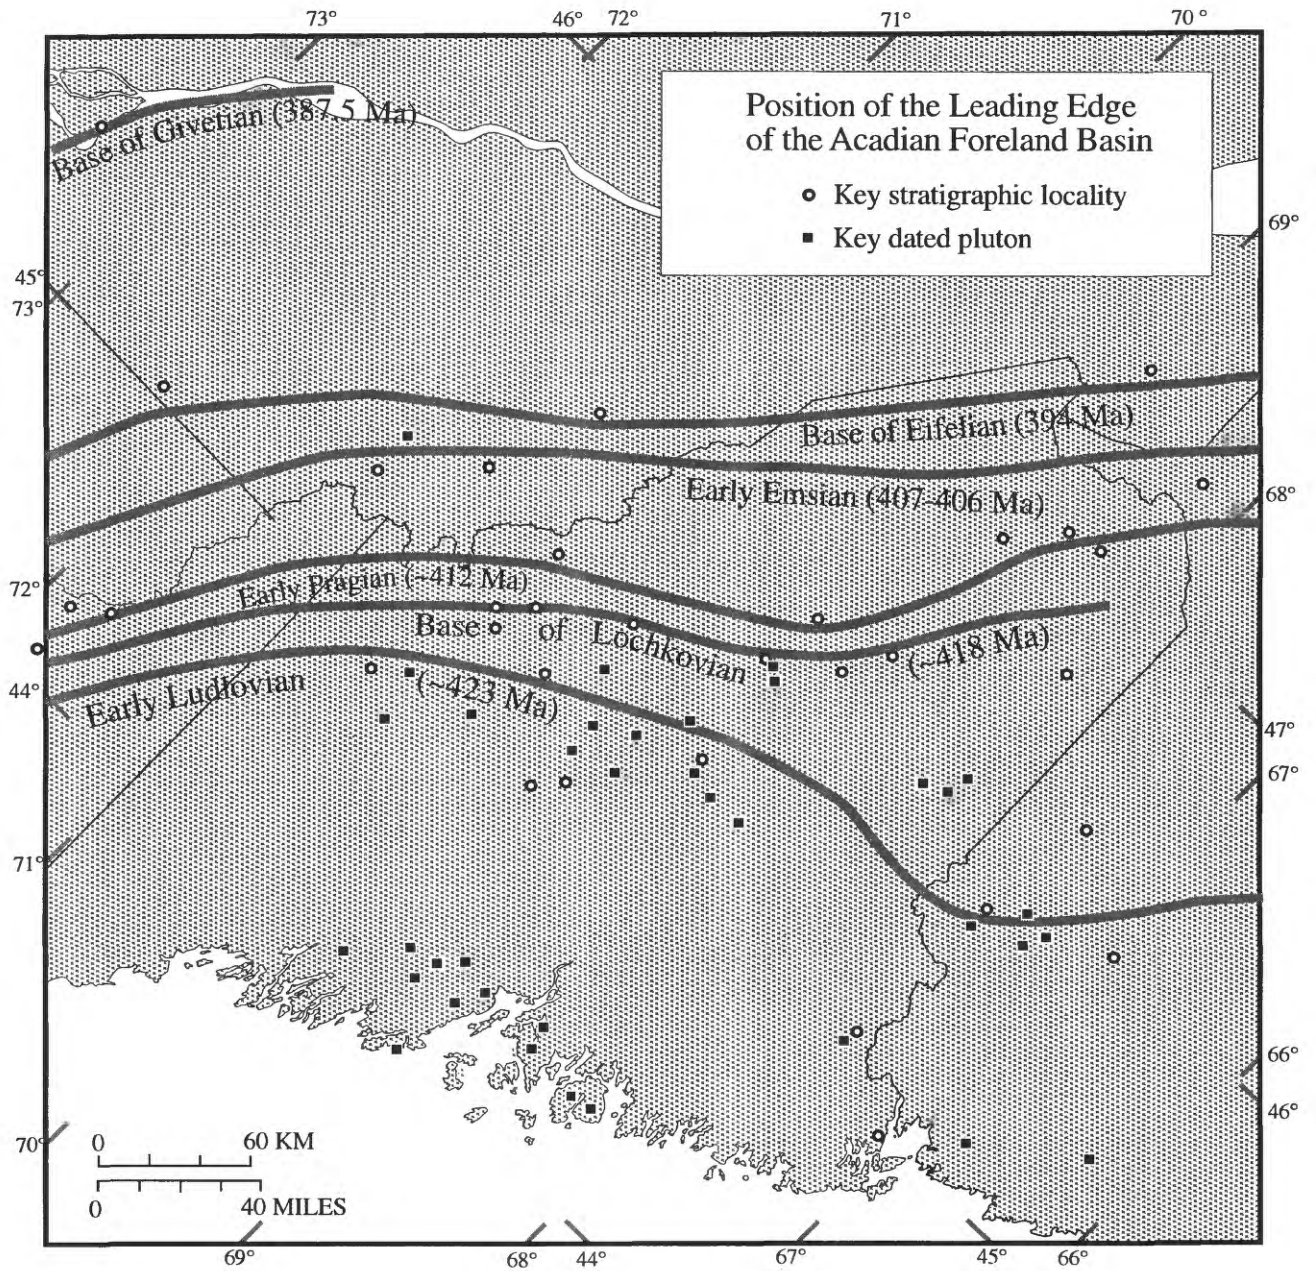 73° 46° 72° 71° 70°
Position of the Leading Edge
of the Acadian Foreland Basin
Key stratigraphic locality
Key dated pluton
Base of Givetian (387.5 Ma)
69°
45°
73°
Base of Eifelian (394 Ma)
Early Emsian (407-406 Ma)
68°
72°
Early Pragian (~412 Ma)
Base of Lochkovian (~418 Ma)
44°
Early Ludlovian (~423 Ma)
47°
67°
71°
66°
46°
70°
0 60 KM
0 40 MILES
69° 68° 44° 67° 45° 66°